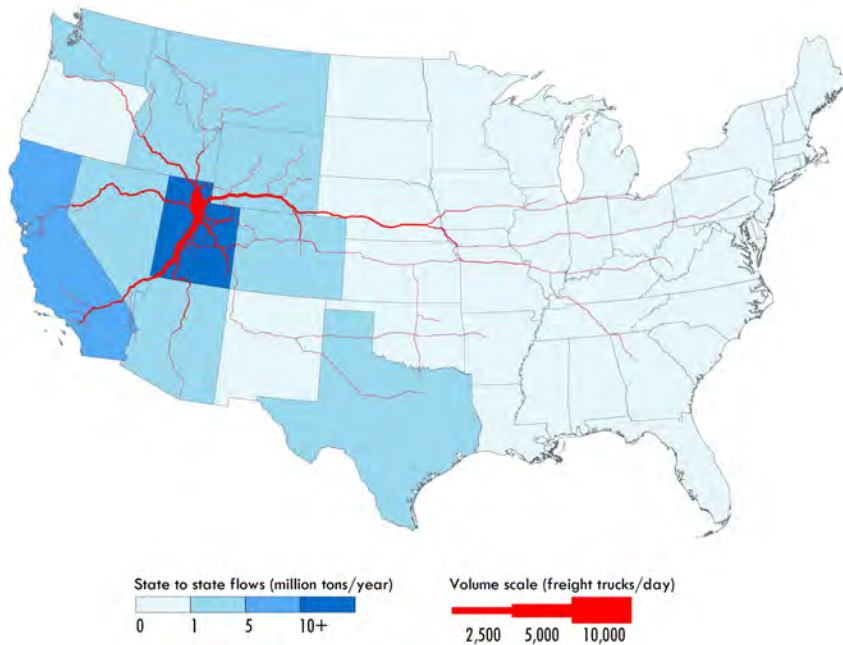 State to state flows (million tons/year)
0 1 5 10+
Volume scale (freight trucks/day)
2,500 5,000 10,000